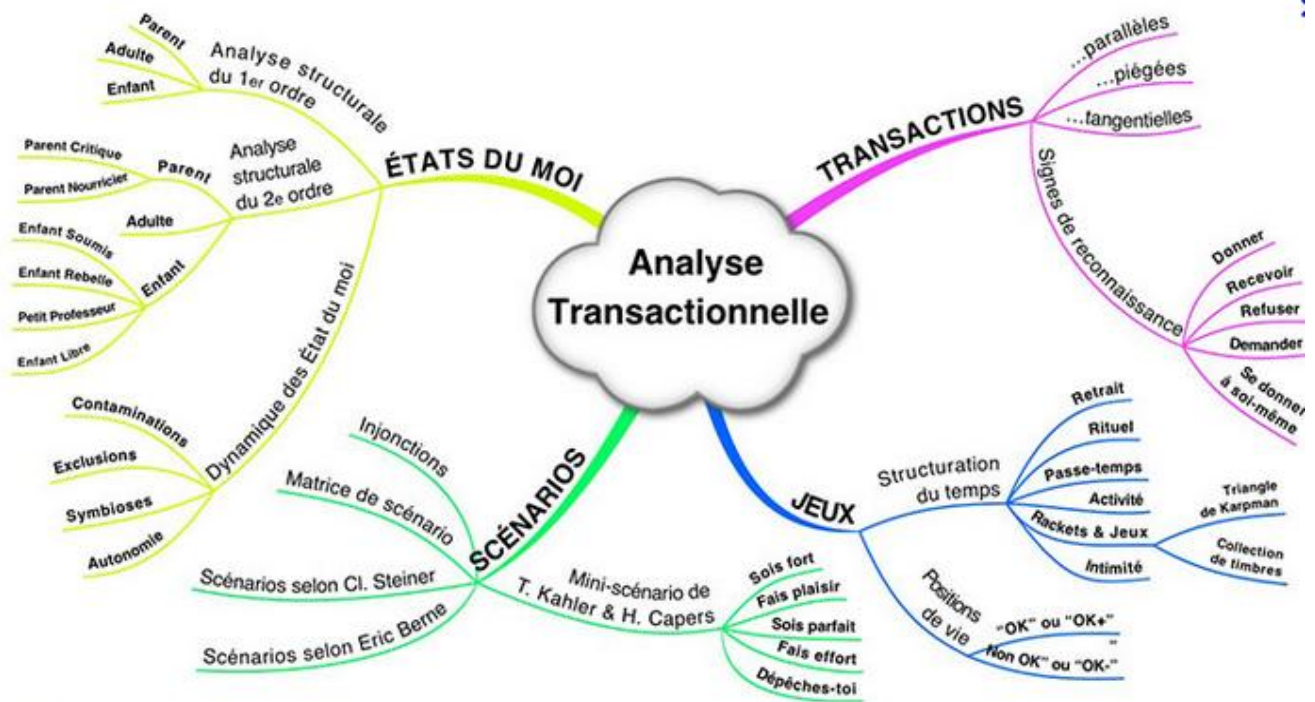 Analyse
Transactionnelle
ÉTATS DU MOI
Analyse structurale
du 1er ordre
Parent
Adulte
Enfant
Analyse
structurale
du 2e ordre
Parent
Parent Critique
Parent Nourricier
Adulte
Enfant
Enfant Soumis
Enfant Rebelle
Petit Professeur
Enfant Libre
Dynamique des État du moi
Contaminations
Exclusions
Symbioses
Autonomie
TRANSACTIONS
...parallèles
...piégées
...tangentielles
Signes de reconnaissance
Donner
Recevoir
Refuser
Demander
Se donner
à soi-même
SCÉNARIOS
Injonctions
Matrice de scénario
Scénarios selon Cl. Steiner
Scénarios selon Eric Berne
Mini-scénario de
T. Kahler & H. Capers
Sois fort
Fais plaisir
Sois parfait
Fais effort
Dépêches-toi
JEUX
Structuration
du temps
Retrait
Rituel
Passe-temps
Activité
Rackets & Jeux
Triangle
de Karpman
Collection
de timbres
Intimité
Positions
de vie
"OK" ou "OK+"
"
Non OK" ou "OK-"